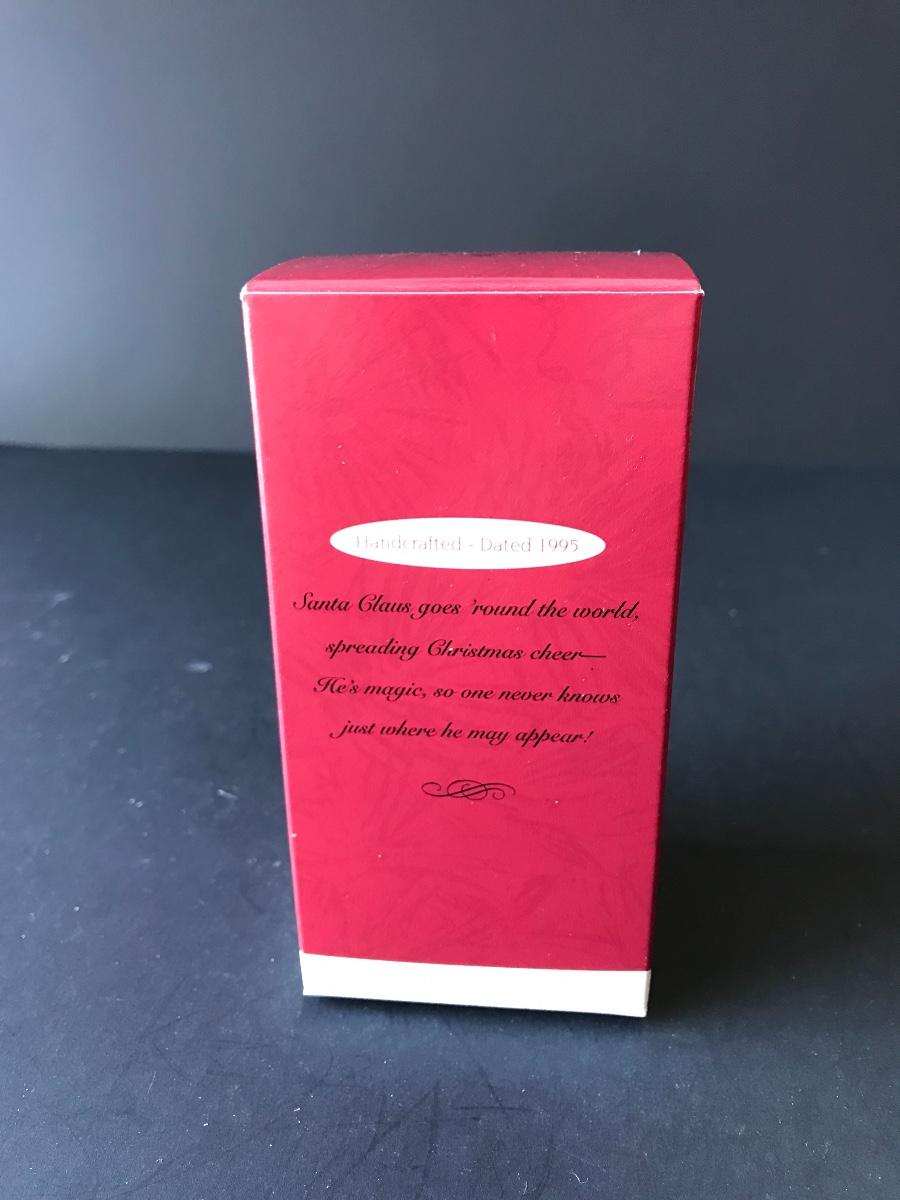 Handcrafted - Dated 1995
Santa Claus goes 'round the world,
spreading Christmas cheer—
He's magic, so one never knows
just where he may appear!